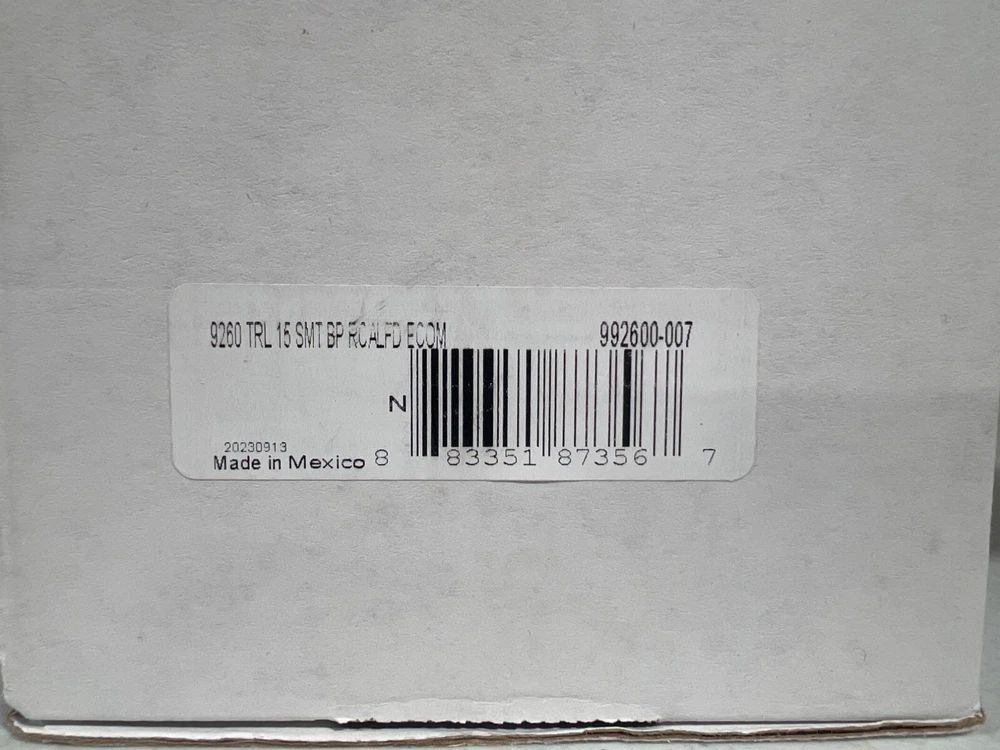 9260 TRL 15 SMT BP RCALFD ECOM
992600-007
Z
20230913
Made in Mexico
8 83351 87356 7